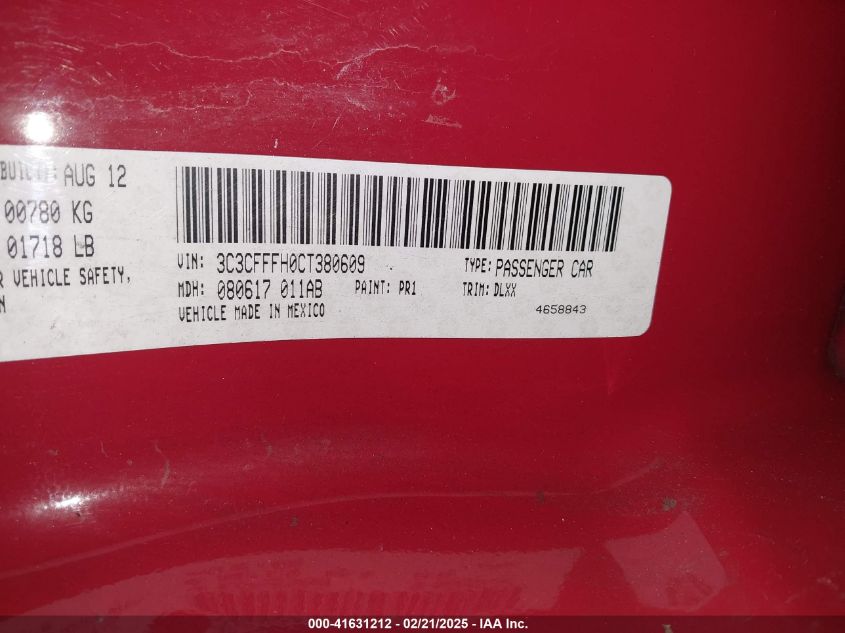 BUILT: AUG 12
00780 KG
01718 LB
R VEHICLE SAFETY,
N
VIN: 3C3CFFFH0CT380609 TYPE: PASSENGER CAR
MDH: 080617 011AB PAINT: PR1 TRIM: DLXX
VEHICLE MADE IN MEXICO 4658843
000-41631212 - 02/21/2025 - IAA Inc.